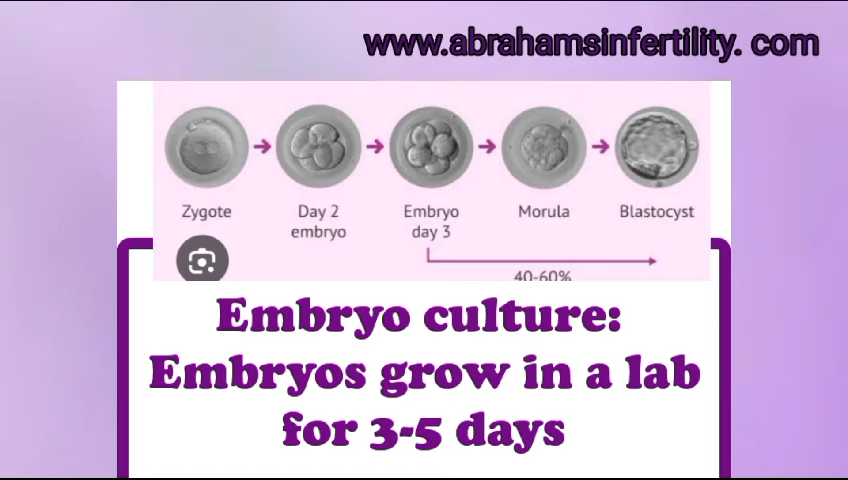 www.abrahamsinfertility. com
Zygote
Day 2
embryo
Embryo
day 3
Morula
Blastocyst
40-60%
Embryo culture:
Embryos grow in a lab
for 3-5 days